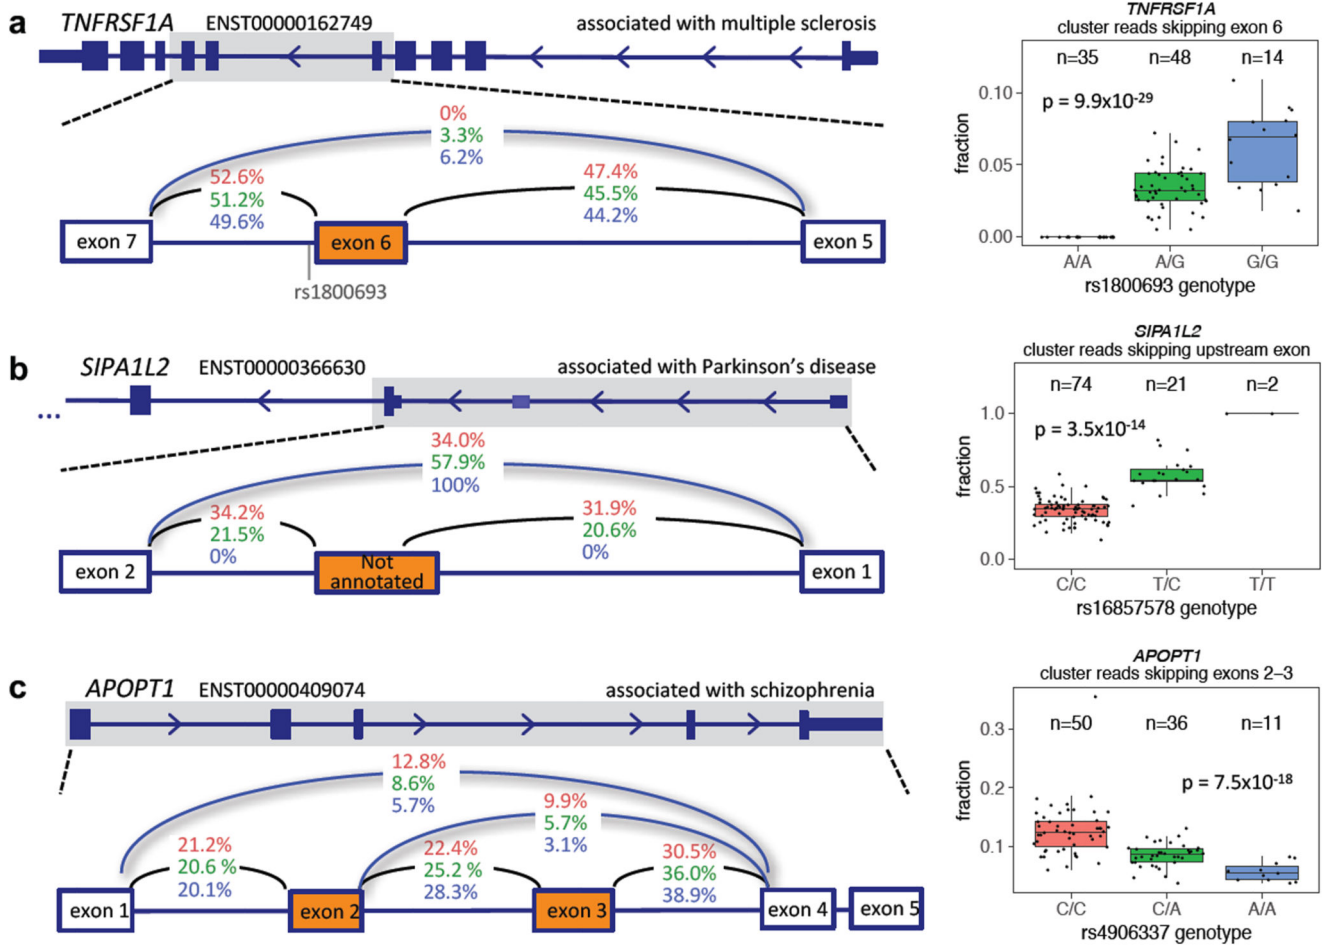 a
TNFRSF1A ENST00000162749 associated with multiple sclerosis
0%
3.3%
6.2%
52.6%
51.2%
49.6%
47.4%
45.5%
44.2%
exon 7
exon 6
exon 5
rs1800693
TNFRSF1A
cluster reads skipping exon 6
n=35 n=48 n=14
p = 9.9x10-29
fraction
0.10
0.05
0.00
A/A A/G G/G
rs1800693 genotype
b
SIPA1L2 ENST00000366630 associated with Parkinson's disease
...
34.0%
57.9%
100%
34.2%
21.5%
0%
31.9%
20.6%
0%
exon 2
Not
annotated
exon 1
SIPA1L2
cluster reads skipping upstream exon
n=74 n=21 n=2
p = 3.5x10-14
fraction
1.0
0.5
0.0
C/C T/C T/T
rs16857578 genotype
c
APOPT1 ENST00000409074 associated with schizophrenia
12.8%
8.6%
5.7%
9.9%
5.7%
3.1%
21.2%
20.6 %
20.1%
22.4%
25.2 %
28.3%
30.5%
36.0%
38.9%
exon 1
exon 2
exon 3
exon 4
exon 5
APOPT1
cluster reads skipping exons 2–3
n=50 n=36 n=11
p = 7.5x10-18
fraction
0.3
0.2
0.1
C/C C/A A/A
rs4906337 genotype